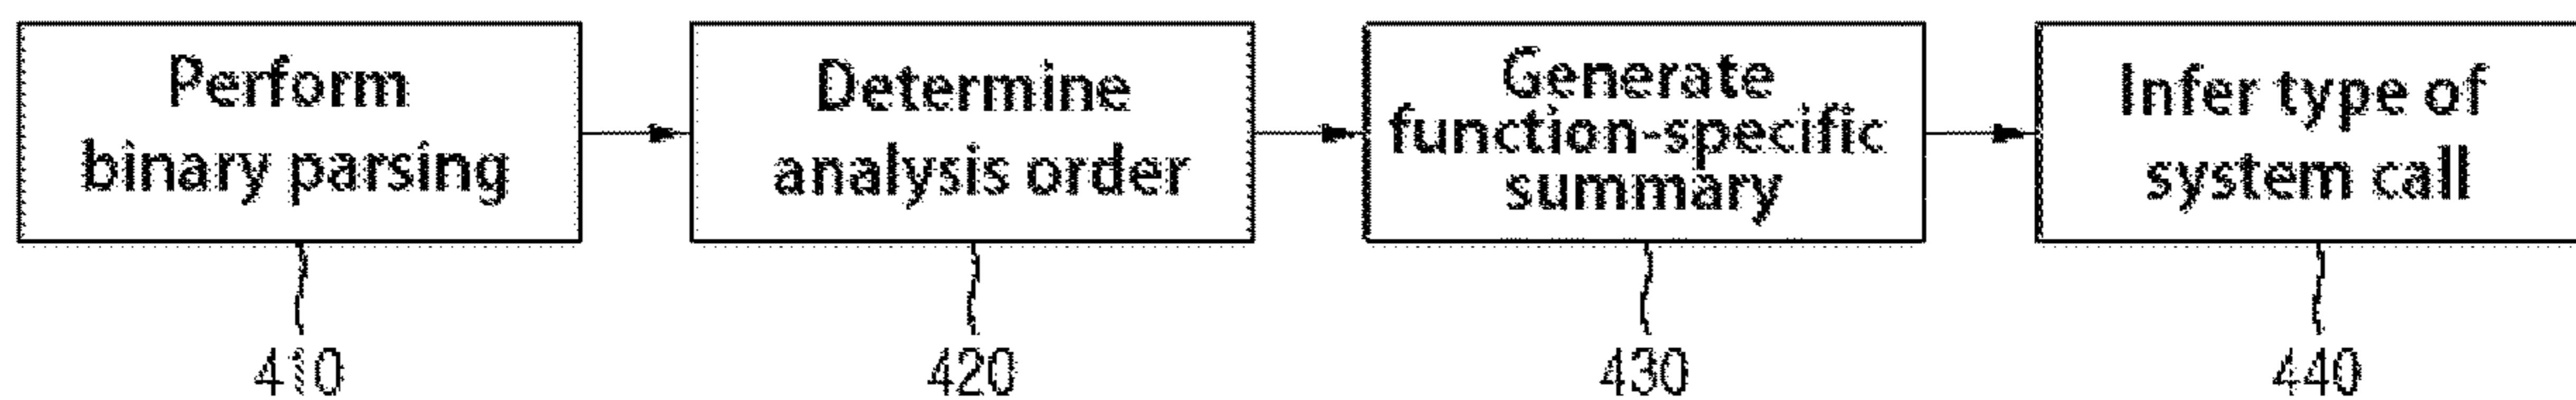 Perform
binary parsing
Determine
analysis order
Generate
function-specific
summary
Infer type of
system call
410
420
430
440